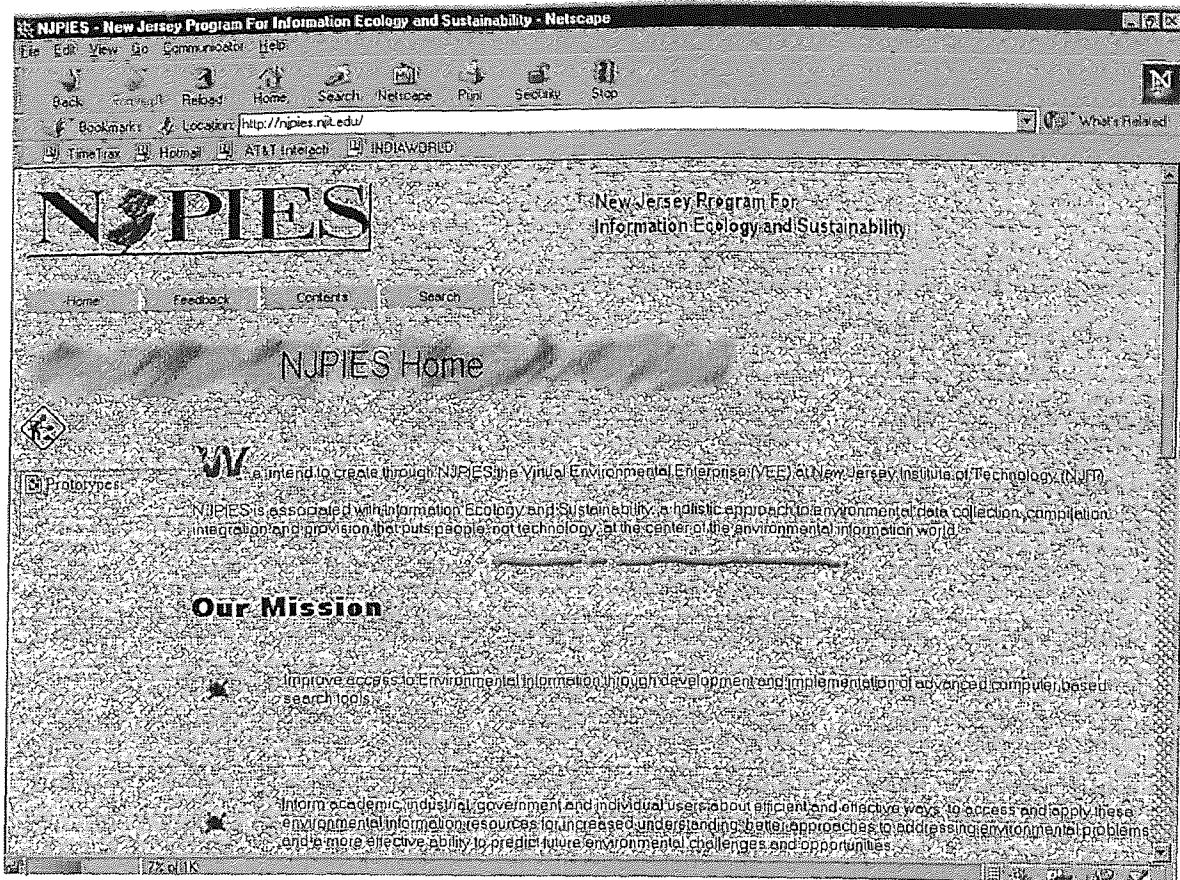 NJPIES - New Jersey Program For Information Ecology and Sustainability - Netscape
File Edit View Go Communicator Help
Back Forward Reload Home Search Netscape Print Security Stop
Bookmarks Location: http://njpies.njit.edu/ What's Related
TimeTrax Hotmail AT&T Interacti INDIAWORLD
NJPIES
New Jersey Program For
Information Ecology and Sustainability
Home Feedback Contents Search
NJPIES Home
We intend to create through NJPIES the Virtual Environmental Enterprise (VEE) at New Jersey Institute of Technology (NJIT)
Prototypes
NJPIES is associated with Information Ecology and Sustainability, a holistic approach to environmental data collection, compilation,
integration and provision that puts people, not technology, at the center of the environmental information world.
Our Mission
Improve access to Environmental Information through development and implementation of advanced computer based
search tools.
Inform academic, industrial, government and individual users about efficient and effective ways to access and apply these
environmental information resources for increased understanding, better approaches to addressing environmental problems
and a more effective ability to predict future environmental challenges and opportunities.
7% of 1K